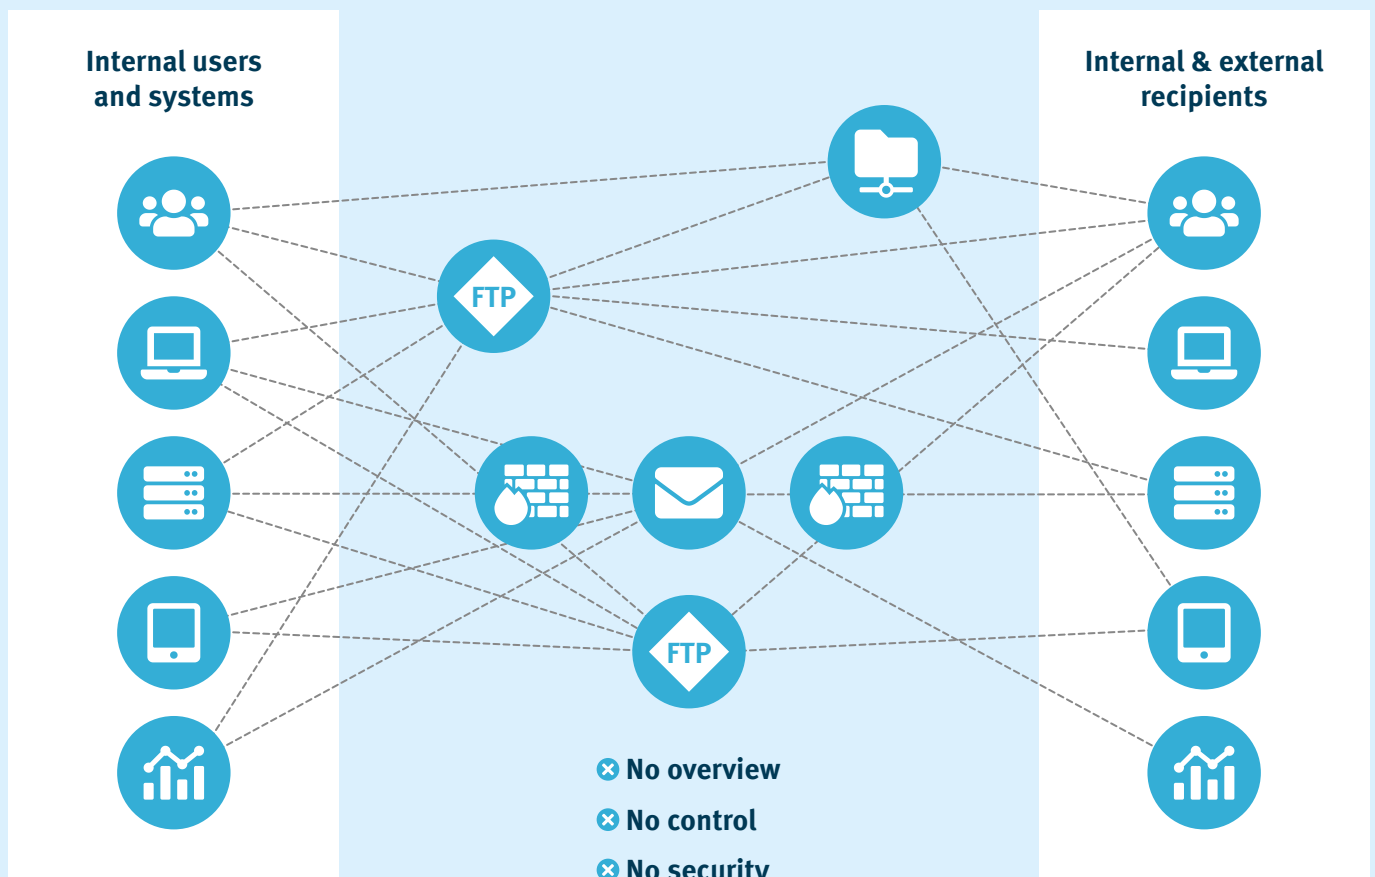 Internal users
and systems
Internal & external
recipients
FTP
FTP
No overview
No control
No security